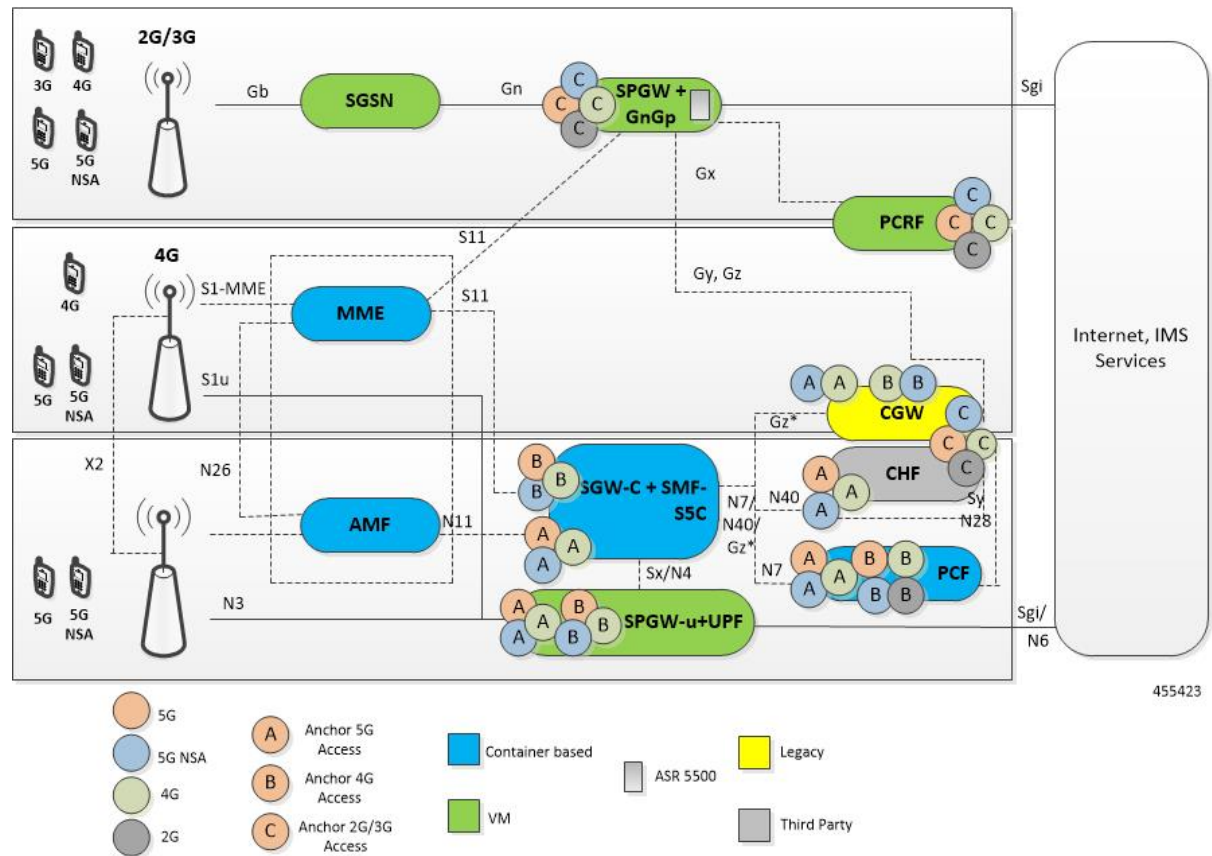 2G/3G
3G
4G
5G
5G
NSA
Gb
SGSN
Gn
C
C
C
C
SPGW +
GnGp
Sgi
Gx
PCRF
C
C
C
C
4G
4G
5G
5G
NSA
S1-MME
MME
S11
S11
Gy, Gz
S1u
A
A
B
B
CGW
C
C
C
C
Gz*
Internet, IMS
Services
X2
N26
5G
5G
NSA
AMF
N11
B
B
B
SGW-C + SMF-
S5C
A
A
A
N7/
N40/
Gz*
N40
A
A
A
CHF
Sy
N28
N7
A
A
A
B
B
B
B
PCF
Sx/N4
N3
A
A
A
B
B
B
SPGW-u+UPF
Sgi/
N6
455423
5G
5G NSA
4G
2G
A
Anchor 5G
Access
B
Anchor 4G
Access
C
Anchor 2G/3G
Access
Container based
VM
ASR 5500
Legacy
Third Party